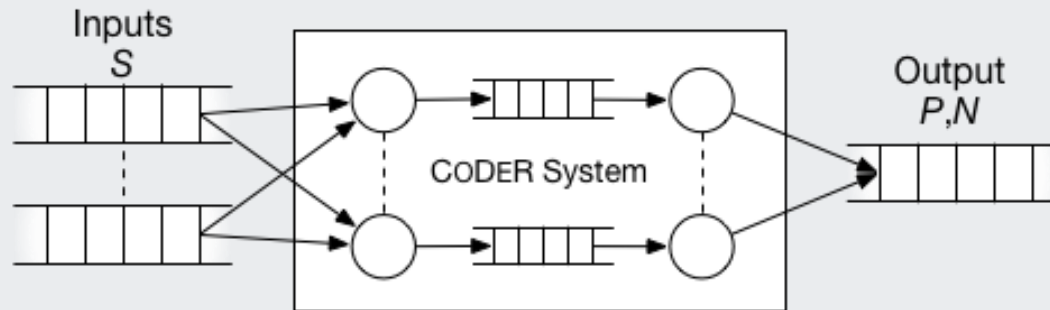 Inputs
S
CODER System
Output
P,N